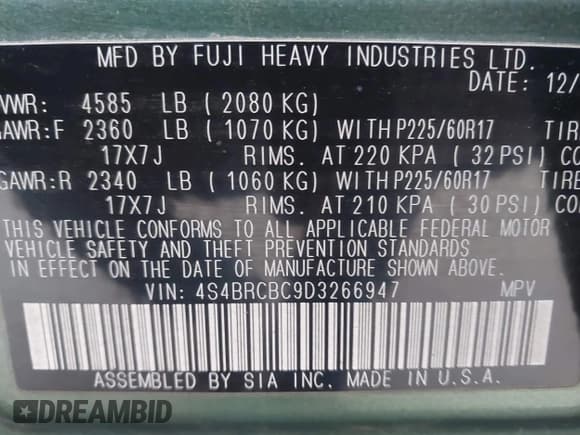 MFD BY FUJI HEAVY INDUSTRIES LTD.
DATE: 12/
VWR: 4585 LB ( 2080 KG)
GAWR:F 2360 LB ( 1070 KG) WITH P225/60R17 TIRE
17X7J RIMS. AT 220 KPA ( 32 PSI) CO
GAWR:R 2340 LB ( 1060 KG) WITH P225/60R17 TIRE
17X7J RIMS. AT 210 KPA ( 30 PSI) CO
THIS VEHICLE CONFORMS TO ALL APPLICABLE FEDERAL MOTOR
VEHICLE SAFETY AND THEFT PREVENTION STANDARDS
IN EFFECT ON THE DATE OF MANUFACTURE SHOWN ABOVE.
VIN: 4S4BRCBC9D3266947 MPV
ASSEMBLED BY SIA INC. MADE IN U.S.A.
DREAMBID